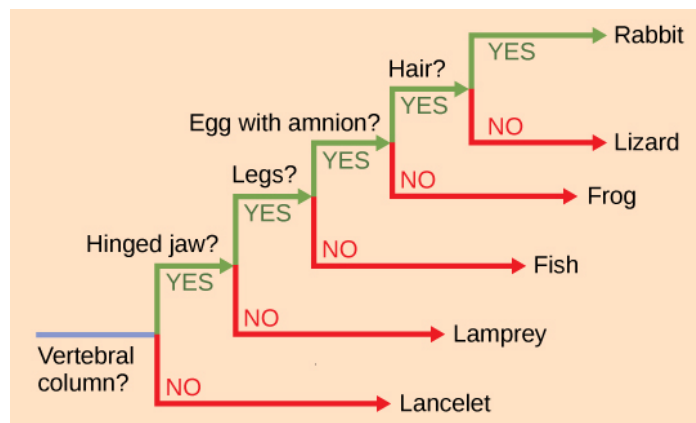 Rabbit
YES
Hair?
YES
NO
Lizard
Egg with amnion?
YES
NO
Frog
Legs?
YES
NO
Fish
Hinged jaw?
YES
NO
Lamprey
Vertebral
column?
NO
Lancelet